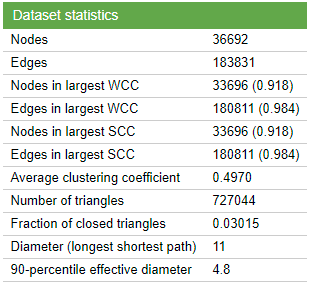 Dataset statistics
Nodes 36692
Edges 183831
Nodes in largest WCC 33696 (0.918)
Edges in largest WCC 180811 (0.984)
Nodes in largest SCC 33696 (0.918)
Edges in largest SCC 180811 (0.984)
Average clustering coefficient 0.4970
Number of triangles 727044
Fraction of closed triangles 0.03015
Diameter (longest shortest path) 11
90-percentile effective diameter 4.8